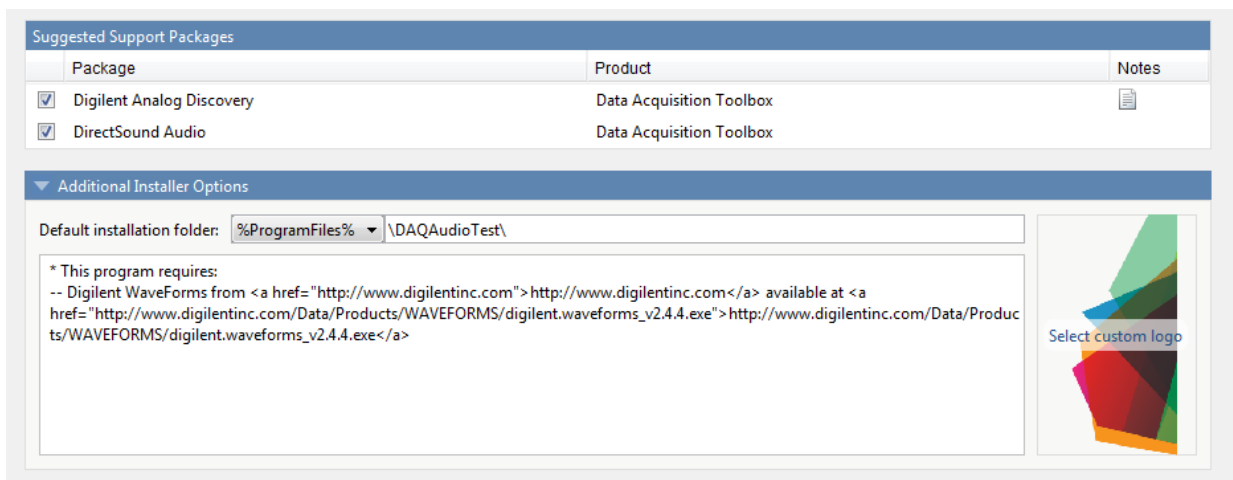 Suggested Support Packages
Package Product Notes
Digilent Analog Discovery Data Acquisition Toolbox
DirectSound Audio Data Acquisition Toolbox
Additional Installer Options
Default installation folder: %ProgramFiles% \DAQAudioTest\
* This program requires:
-- Digilent WaveForms from <a href="http://www.digilentinc.com">http://www.digilentinc.com</a> available at <a
href="http://www.digilentinc.com/Data/Products/WAVEFORMS/digilent.waveforms_v2.4.4.exe">http://www.digilentinc.com/Data/Produc
ts/WAVEFORMS/digilent.waveforms_v2.4.4.exe</a>
Select custom logo